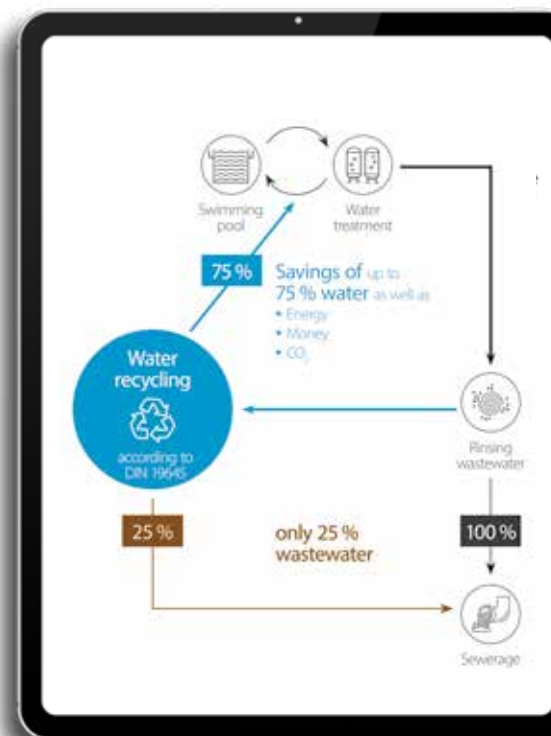 Swimming
pool
Water
treatment
75 %
Savings of up to
75 % water as well as
• Energy
• Money
• CO₂
Water
recycling
according to
DIN 19645
Rinsing
wastewater
25 %
only 25 %
wastewater
100 %
Sewerage